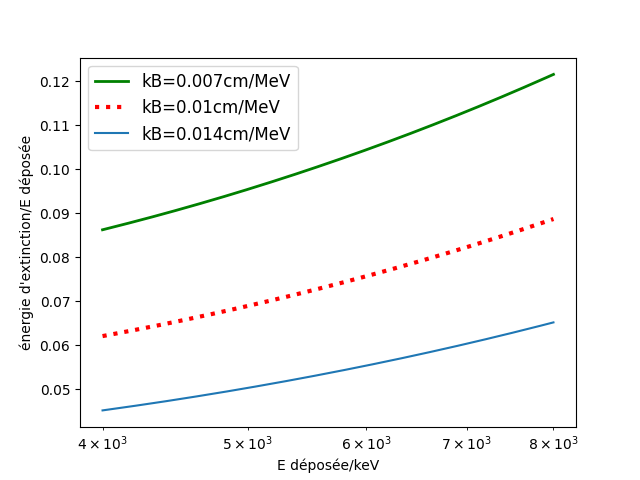 kB=0.007cm/MeV
kB=0.01cm/MeV
kB=0.014cm/MeV
0.12
0.11
0.10
0.09
0.08
0.07
0.06
0.05
énergie d'extinction/E déposée
4 × 10³ 5 × 10³ 6 × 10³ 7 × 10³ 8 × 10³
E déposée/keV